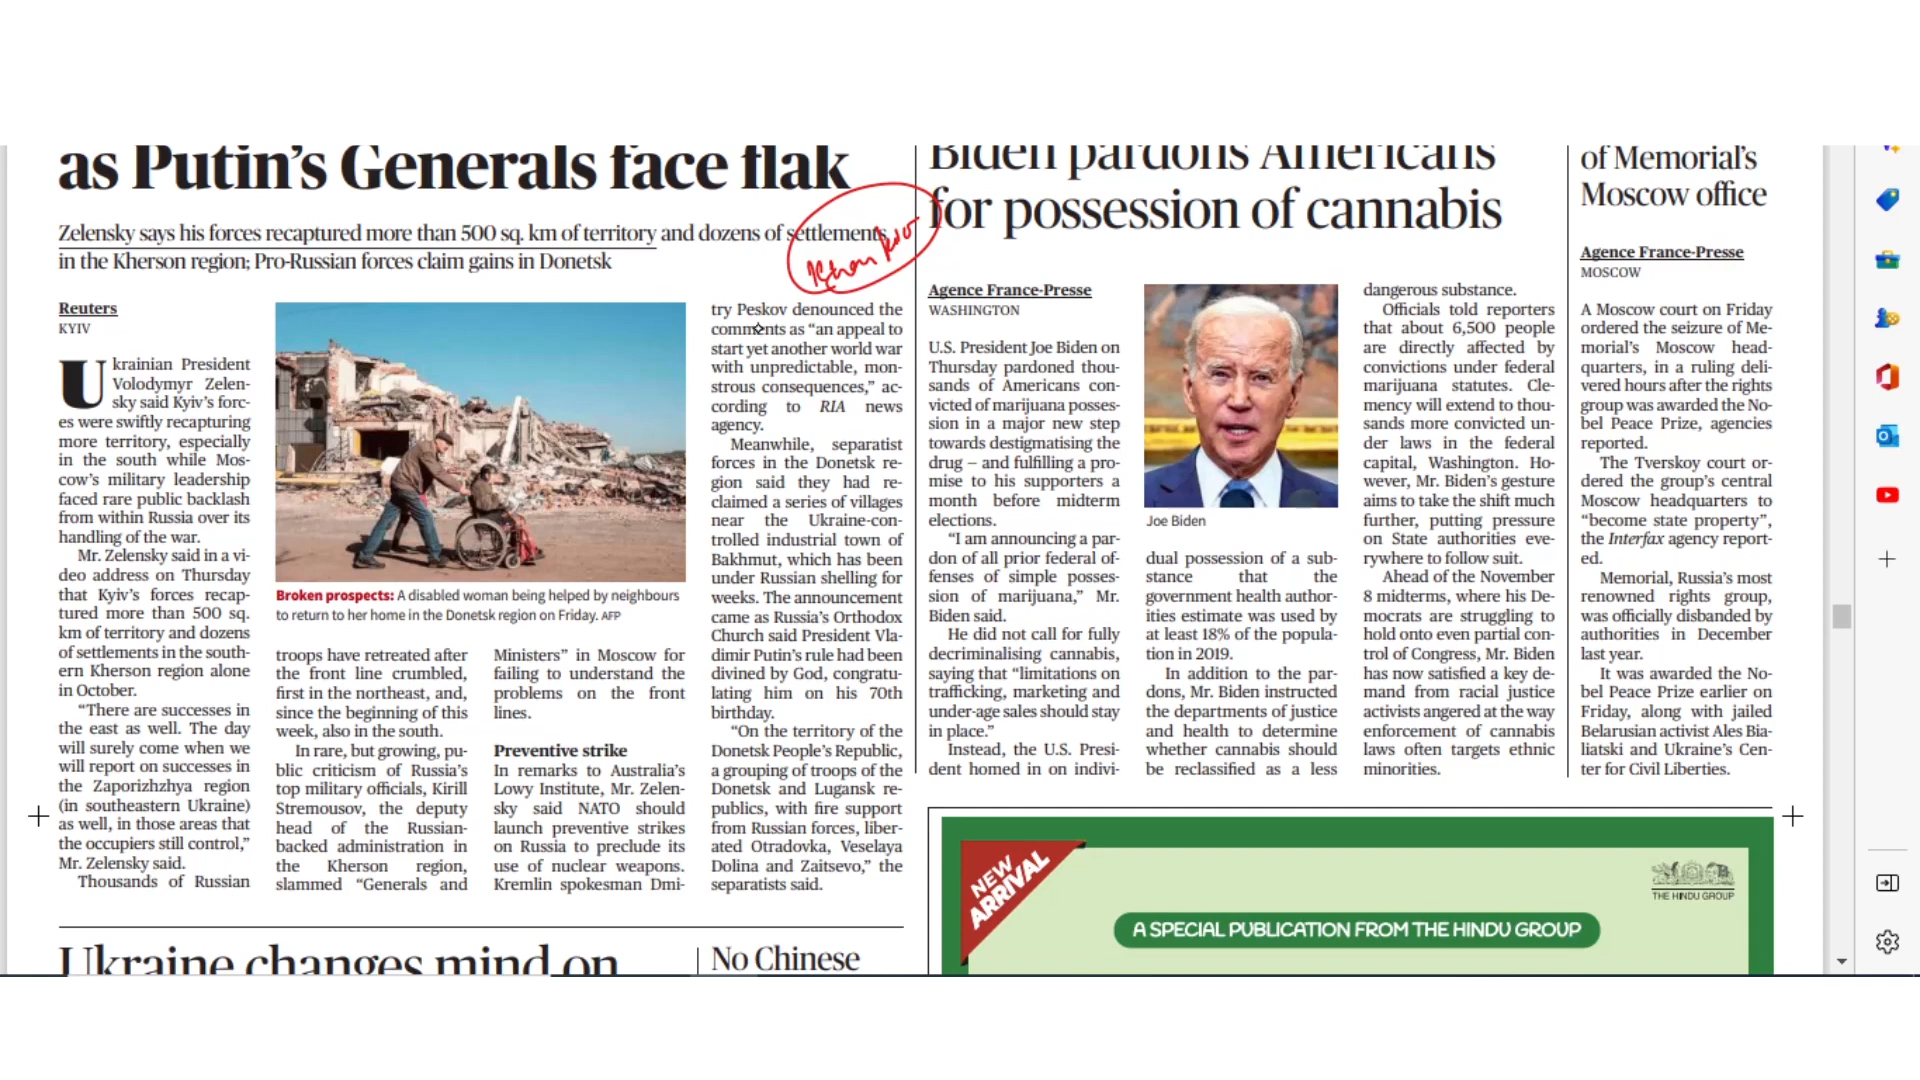 as Putin's Generals face flak
Zelensky says his forces recaptured more than 500 sq. km of territory and dozens of settlements
in the Kherson region; Pro-Russian forces claim gains in Donetsk
Reuters
KYIV
Ukrainian President
Volodymyr Zelen-
sky said Kyiv's forc-
es were swiftly recapturing
more territory, especially
in the south while Mos-
cow's military leadership
faced rare public backlash
from within Russia over its
handling of the war.
Mr. Zelensky said in a vi-
deo address on Thursday
that Kyiv's forces recap-
tured more than 500 sq.
km of territory and dozens
of settlements in the south-
ern Kherson region alone
in October.
“There are successes in
the east as well. The day
will surely come when we
will report on successes in
the Zaporizhzhya region
(in southeastern Ukraine)
as well, in those areas that
the occupiers still control,”
Mr. Zelensky said.
Thousands of Russian
Broken prospects: A disabled woman being helped by neighbours
to return to her home in the Donetsk region on Friday. AFP
troops have retreated after
the front line crumbled,
first in the northeast, and,
since the beginning of this
week, also in the south.
In rare, but growing, pu-
blic criticism of Russia's
top military officials, Kirill
Stremousov, the deputy
head of the Russian-
backed administration in
the Kherson region,
slammed “Generals and
Ministers” in Moscow for
failing to understand the
problems on the front
lines.
Preventive strike
In remarks to Australia's
Lowy Institute, Mr. Zelen-
sky said NATO should
launch preventive strikes
on Russia to preclude its
use of nuclear weapons.
Kremlin spokesman Dmi-
try Peskov denounced the
comments as “an appeal to
start yet another world war
with unpredictable, mon-
strous consequences,” ac-
cording to RIA news
agency.
Meanwhile, separatist
forces in the Donetsk re-
gion said they had re-
claimed a series of villages
near the Ukraine-con-
trolled industrial town of
Bakhmut, which has been
under Russian shelling for
weeks. The announcement
came as Russia's Orthodox
Church said President Vla-
dimir Putin's rule had been
divined by God, congratu-
lating him on his 70th
birthday.
“On the territory of the
Donetsk People's Republic,
a grouping of troops of the
Donetsk and Lugansk re-
publics, with fire support
from Russian forces, liber-
ated Otradovka, Veselaya
Dolina and Zaitsevo,” the
separatists said.
Biden pardons Americans
for possession of cannabis
Agence France-Presse
WASHINGTON
U.S. President Joe Biden on
Thursday pardoned thou-
sands of Americans con-
victed of marijuana posses-
sion in a major new step
towards destigmatising the
drug – and fulfilling a pro-
mise to his supporters a
month before midterm
elections.
“I am announcing a par-
don of all prior federal of-
fenses of simple posses-
sion of marijuana,” Mr.
Biden said.
He did not call for fully
decriminalising cannabis,
saying that “limitations on
trafficking, marketing and
under-age sales should stay
in place.”
Instead, the U.S. Presi-
dent homed in on indivi-
Joe Biden
dual possession of a sub-
stance that the
government health author-
ities estimate was used by
at least 18% of the popula-
tion in 2019.
In addition to the par-
dons, Mr. Biden instructed
the departments of justice
and health to determine
whether cannabis should
be reclassified as a less
dangerous substance.
Officials told reporters
that about 6,500 people
are directly affected by
convictions under federal
marijuana statutes. Cle-
mency will extend to thou-
sands more convicted un-
der laws in the federal
capital, Washington. Ho-
wever, Mr. Biden's gesture
aims to take the shift much
further, putting pressure
on State authorities eve-
rywhere to follow suit.
Ahead of the November
8 midterms, where his De-
mocrats are struggling to
hold onto even partial con-
trol of Congress, Mr. Biden
has now satisfied a key de-
mand from racial justice
activists angered at the way
enforcement of cannabis
laws often targets ethnic
minorities.
of Memorial's
Moscow office
Agence France-Presse
MOSCOW
A Moscow court on Friday
ordered the seizure of Me-
morial's Moscow head-
quarters, in a ruling deli-
vered hours after the rights
group was awarded the No-
bel Peace Prize, agencies
reported.
The Tverskoy court or-
dered the group's central
Moscow headquarters to
“become state property”,
the Interfax agency report-
ed.
Memorial, Russia's most
renowned rights group,
was officially disbanded by
authorities in December
last year.
It was awarded the No-
bel Peace Prize earlier on
Friday, along with jailed
Belarusian activist Ales Bia-
liatski and Ukraine's Cen-
ter for Civil Liberties.
Ukraine changes mind on
No Chinese
NEW
ARRIVAL
THE HINDU GROUP
A SPECIAL PUBLICATION FROM THE HINDU GROUP